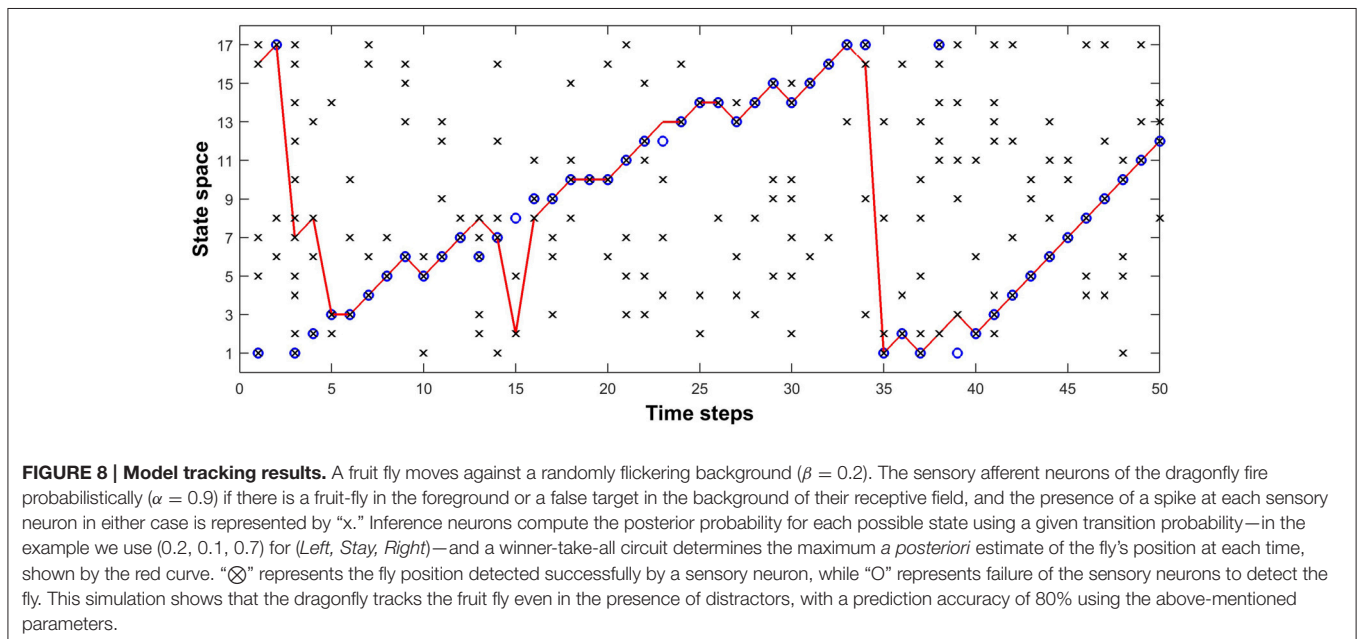 17
15
13
11
9
7
5
3
1
State space
0 5 10 15 20 25 30 35 40 45 50
Time steps
FIGURE 8 | Model tracking results. A fruit fly moves against a randomly flickering background (β = 0.2). The sensory afferent neurons of the dragonfly fire
probabilistically (α = 0.9) if there is a fruit-fly in the foreground or a false target in the background of their receptive field, and the presence of a spike at each sensory
neuron in either case is represented by “x.” Inference neurons compute the posterior probability for each possible state using a given transition probability—in the
example we use (0.2, 0.1, 0.7) for (Left, Stay, Right)—and a winner-take-all circuit determines the maximum a posteriori estimate of the fly’s position at each time,
shown by the red curve. “⊗” represents the fly position detected successfully by a sensory neuron, while “O” represents failure of the sensory neurons to detect the
fly. This simulation shows that the dragonfly tracks the fruit fly even in the presence of distractors, with a prediction accuracy of 80% using the above-mentioned
parameters.